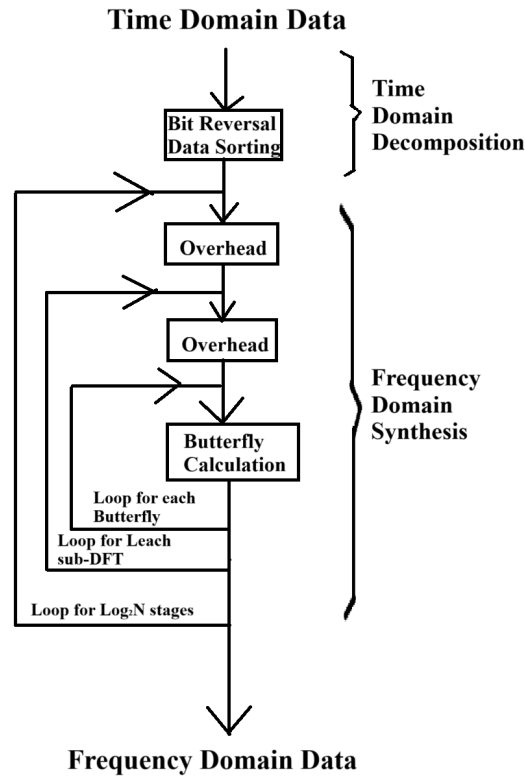 Time Domain Data
Bit Reversal
Data Sorting
Time
Domain
Decomposition
Overhead
Overhead
Frequency
Domain
Synthesis
Butterfly
Calculation
Loop for each
Butterfly
Loop for Leach
sub-DFT
Loop for Log₂N stages
Frequency Domain Data